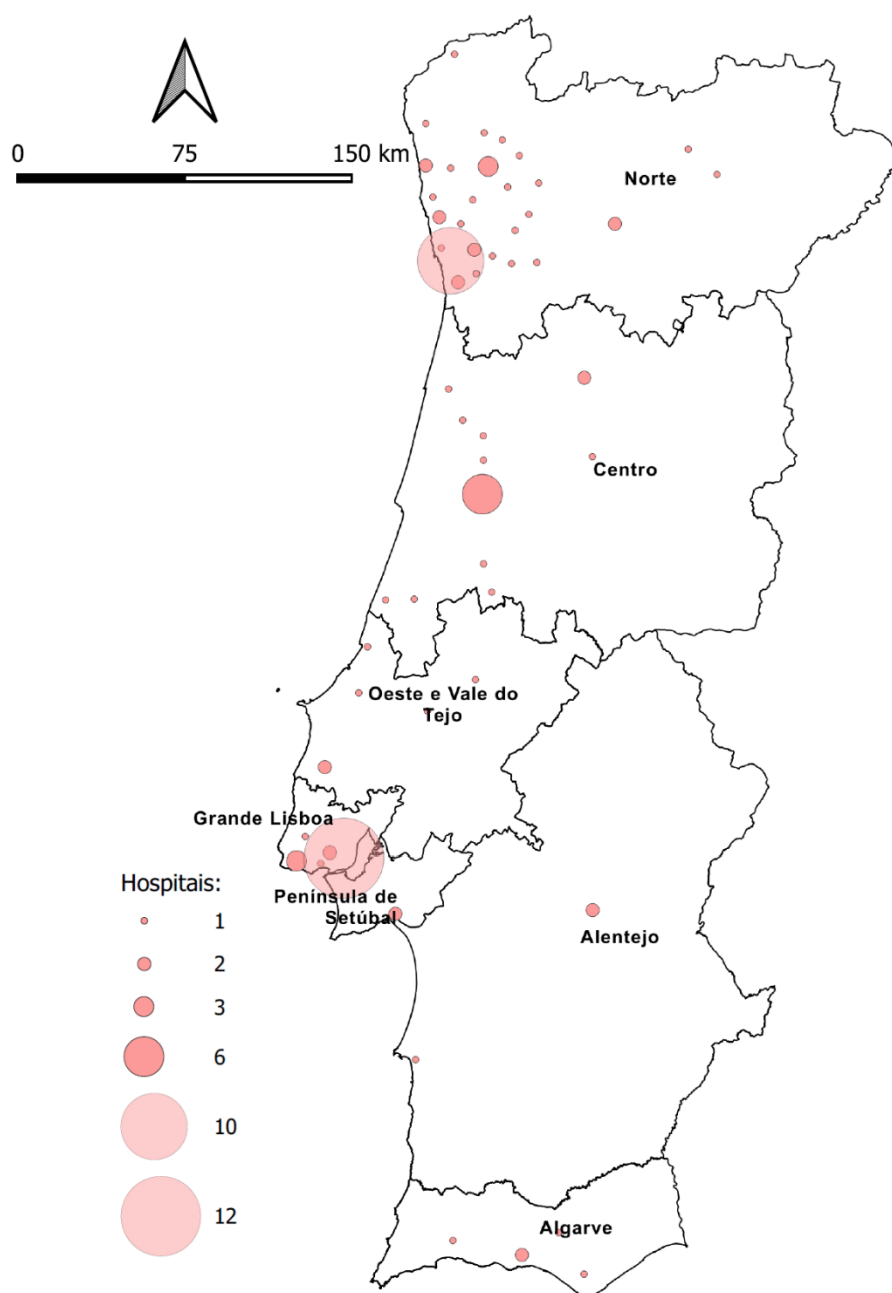 0 75 150 km
Norte
Centro
Oeste e Vale do
Tejo
Grande Lisboa
Península de
Setúbal
Alentejo
Algarve
Hospitais:
1
2
3
6
10
12